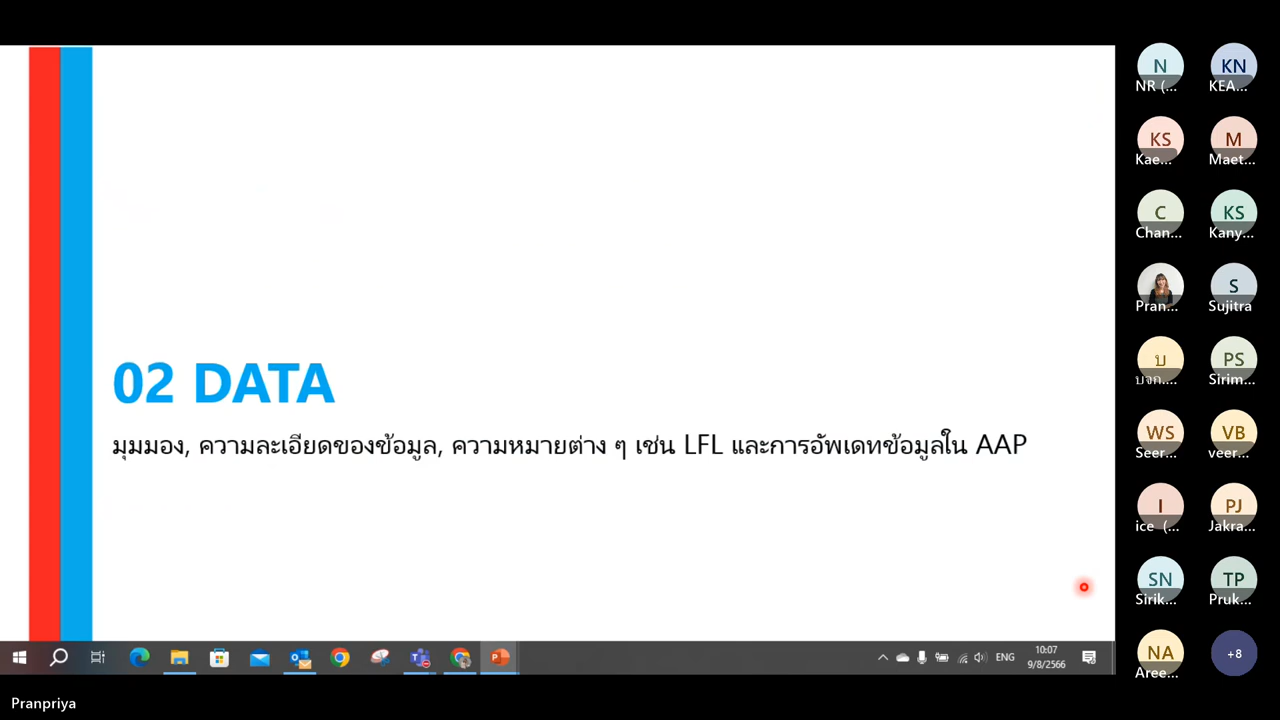 02 DATA
มุมมอง, ความละเอียดของข้อมูล, ความหมายต่าง ๆ เช่น LFL และการอัพเดทข้อมูลใน AAP
N KN
NR (... KEA...
KS M
Kae... Maet...
C KS
Chan... Kany...
S
Pran... Sujitra
บ PS
บจก.... Sirim...
WS VB
Seer... veer...
I PJ
ice (... Jakra...
SN TP
Sirik... Pruk...
NA +8
Aree...
ENG
10:07
9/8/2566
Pranpriya